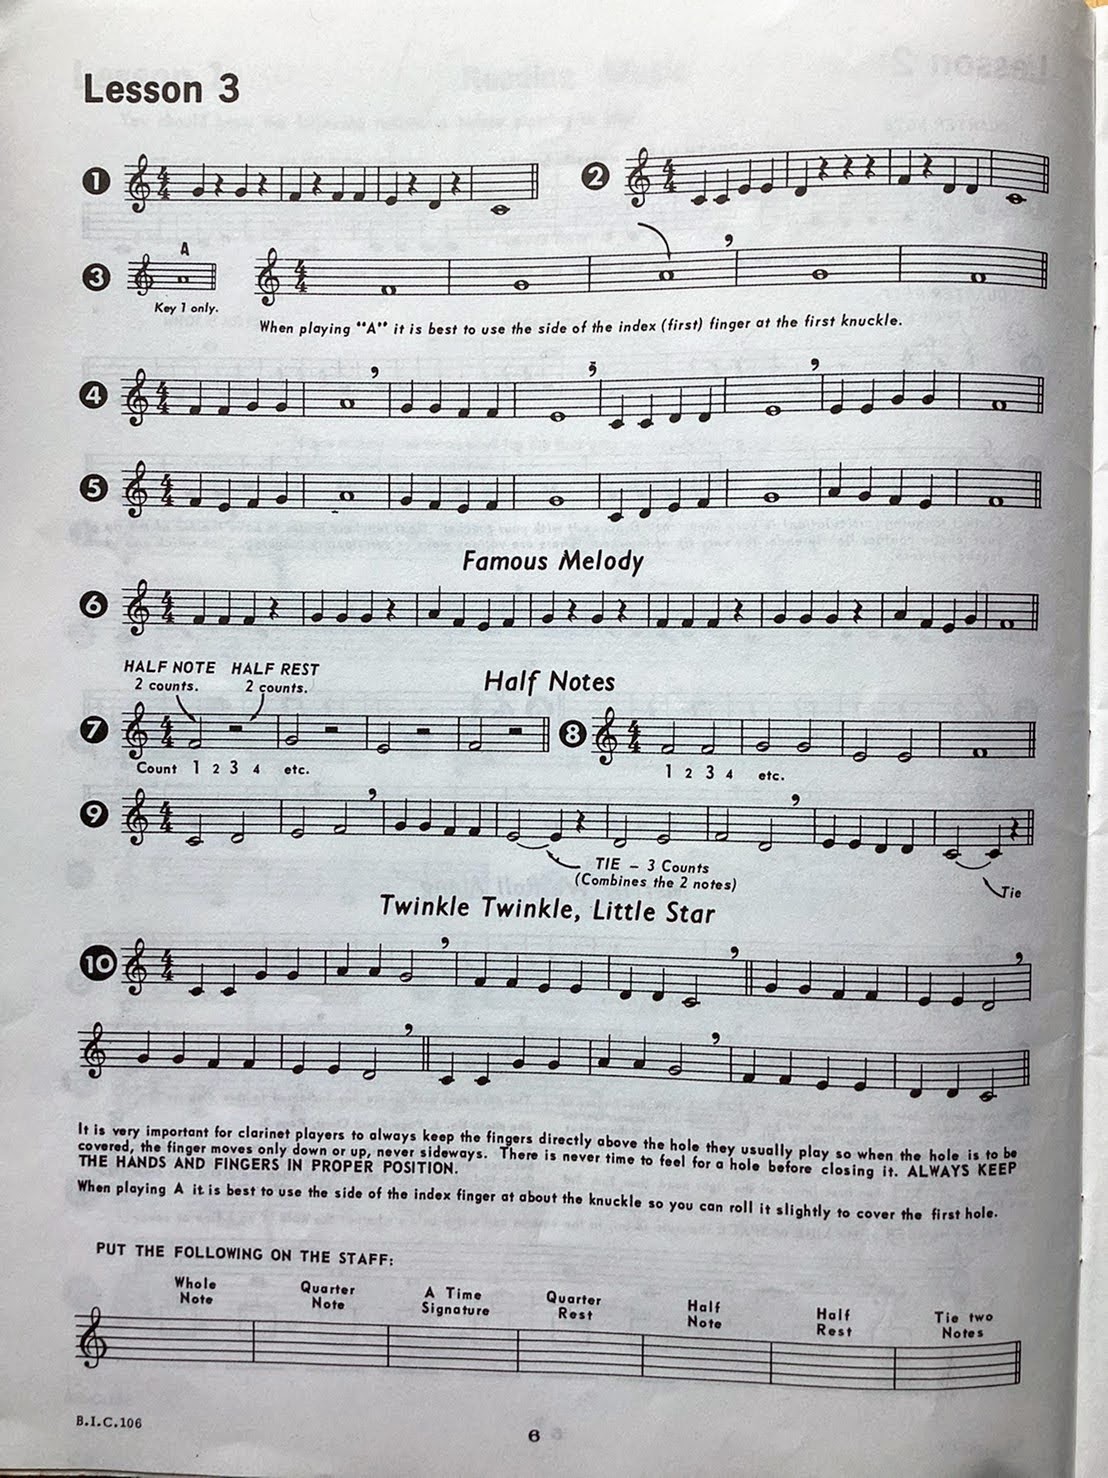 Lesson 3
1
2
3
A
Key 1 only.
When playing "A" it is best to use the side of the index (first) finger at the first knuckle.
4
5
Famous Melody
6
HALF NOTE HALF REST
2 counts. 2 counts.
Half Notes
7
8
Count 1 2 3 4 etc.
1 2 3 4 etc.
9
TIE – 3 Counts
(Combines the 2 notes)
Tie
Twinkle Twinkle, Little Star
10
It is very important for clarinet players to always keep the fingers directly above the hole they usually play so when the hole is to be
covered, the finger moves only down or up, never sideways. There is never time to feel for a hole before closing it. ALWAYS KEEP
THE HANDS AND FINGERS IN PROPER POSITION.
When playing A it is best to use the side of the index finger at about the knuckle so you can roll it slightly to cover the first hole.
PUT THE FOLLOWING ON THE STAFF:
Whole
Note
Quarter
Note
A Time
Signature
Quarter
Rest
Half
Note
Half
Rest
Tie two
Notes
B.I.C.106
6